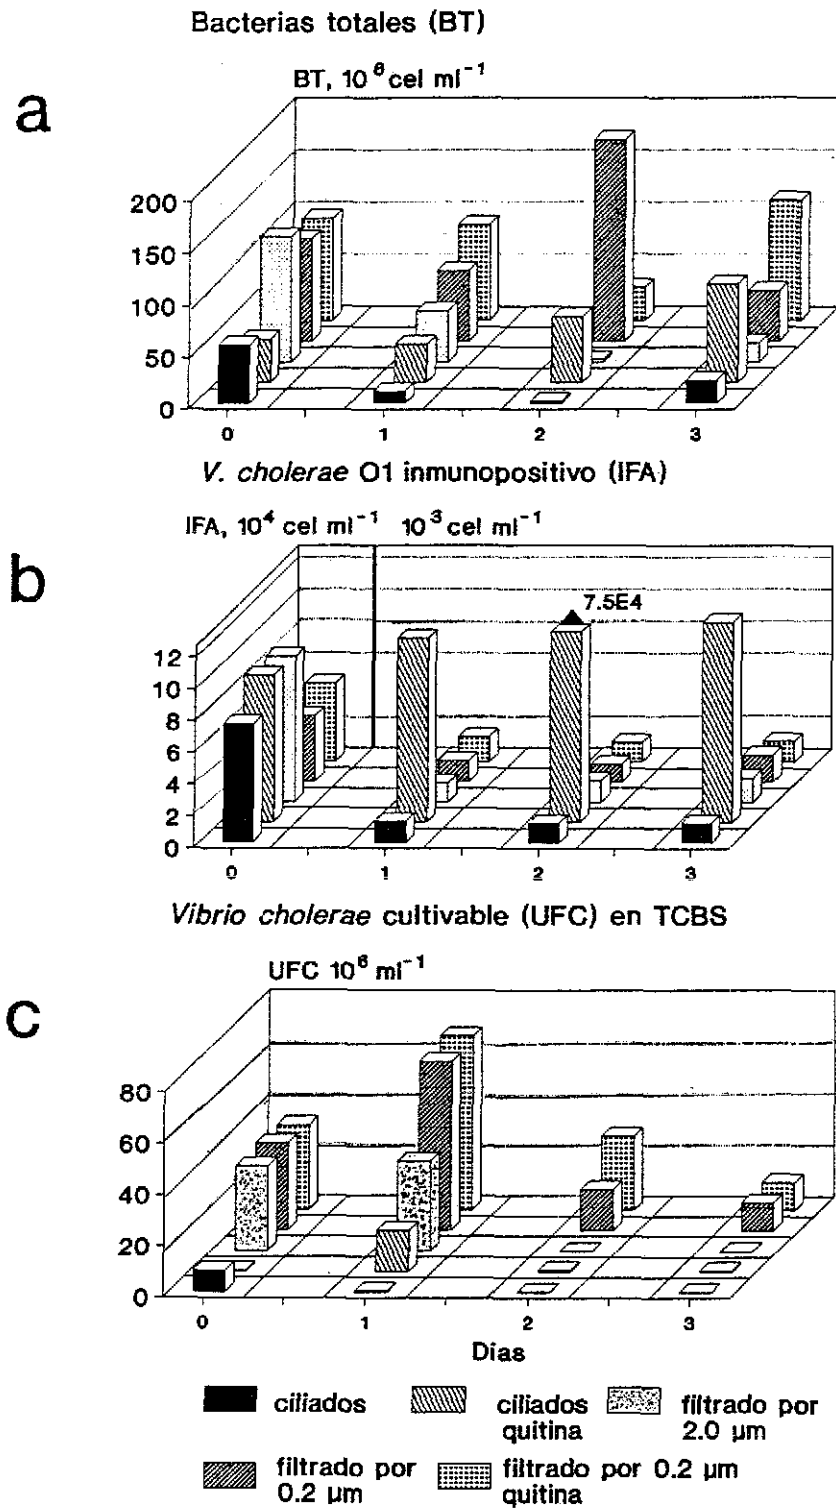 Bacterias totales (BT)
BT, 10⁶ cel ml⁻¹
a
200
150
100
50
0
0 1 2 3
V. cholerae O1 inmunopositivo (IFA)
IFA, 10⁴ cel ml⁻¹ 10³ cel ml⁻¹
b
7.5E4
12
10
8
6
4
2
0
0 1 2 3
Vibrio cholerae cultivable (UFC) en TCBS
UFC 10⁶ ml⁻¹
c
80
60
40
20
0
0 1 2 3
Días
ciliados
ciliados
quitina
filtrado por
2.0 µm
filtrado por
0.2 µm
filtrado por 0.2 µm
quitina